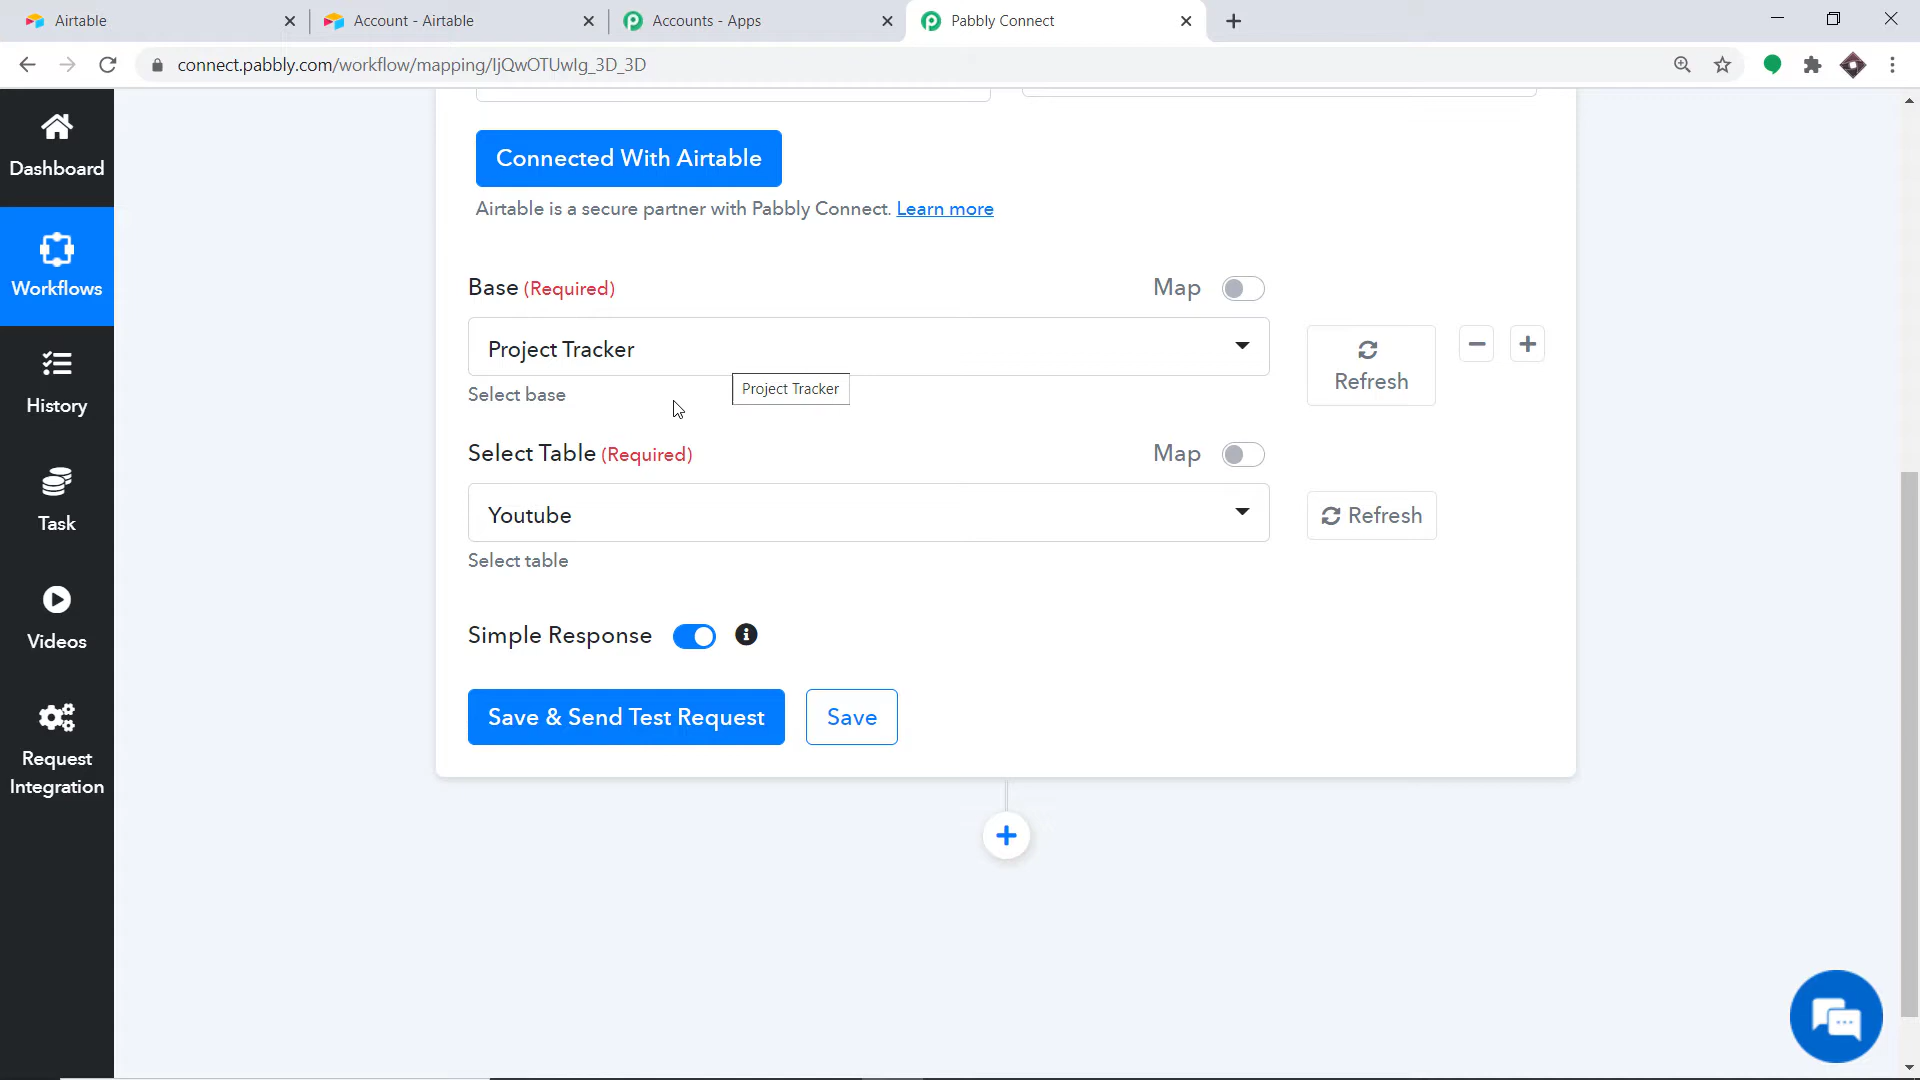 Airtable
Account - Airtable
Accounts - Apps
Pabbly Connect
connect.pabbly.com/workflow/mapping/IjQwOTUwIg_3D_3D
Dashboard
Workflows
History
Task
Videos
Request
Integration
Connected With Airtable
Airtable is a secure partner with Pabbly Connect. Learn more
Base (Required)
Map
Project Tracker
Refresh
Select base
Project Tracker
Select Table (Required)
Map
Youtube
Refresh
Select table
Simple Response
Save & Send Test Request
Save